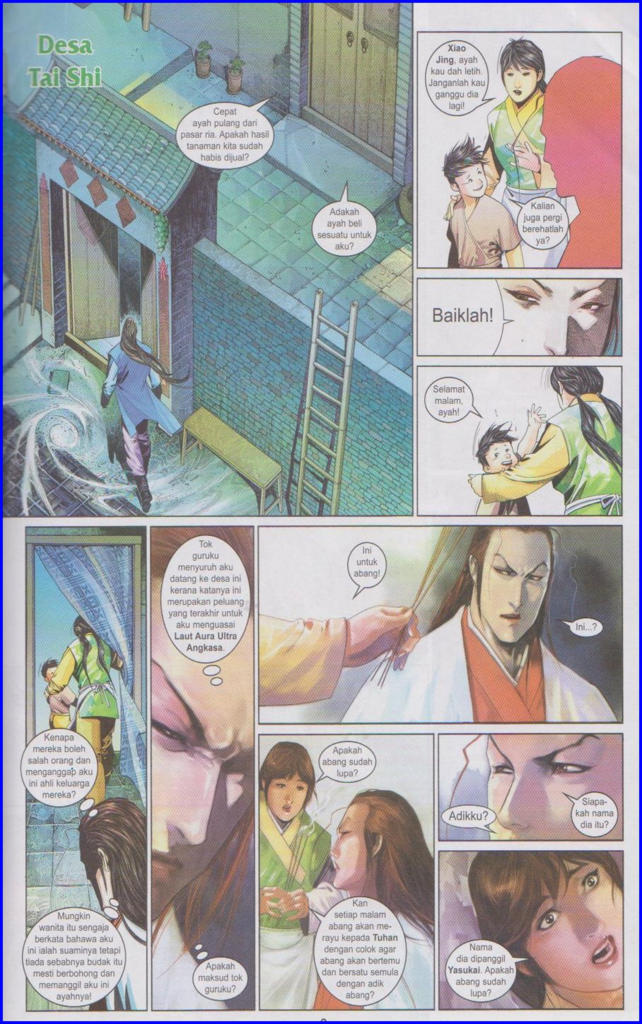 Desa
Tai Shi
Cepat
ayah pulang dari
pasar ria. Apakah hasil
tanaman kita sudah
habis dijual?
Adakah
ayah beli
sesuatu untuk
aku?
Xiao
Jing, ayah
kau dah letih.
Janganlah kau
ganggu dia
lagi!
Kalian
juga pergi
berehatlah
ya?
Baiklah!
Selamat
malam,
ayah!
Kenapa
mereka boleh
salah orang dan
menganggap aku
ini ahli keluarga
mereka?
Mungkin
wanita itu sengaja
berkata bahawa aku
ini ialah suaminya tetapi
tiada sebabnya budak itu
mesti berbohong dan
memanggil aku ini
ayahnya!
Tok
guruku
menyuruh aku
datang ke desa ini
kerana katanya ini
merupakan peluang
yang terakhir untuk
aku menguasai
Laut Aura Ultra
Angkasa.
Apakah
maksud tok
guruku?
Ini
untuk
abang!
Ini...?
Apakah
abang sudah
lupa?
Kan
setiap malam
abang akan me-
rayu kepada Tuhan
dengan colok agar
abang akan bertemu
dan bersatu semula
dengan adik
abang?
Adikku?
Siapa-
kah nama
dia itu?
Nama
dia dipanggil
Yasukai. Apakah
abang sudah
lupa?